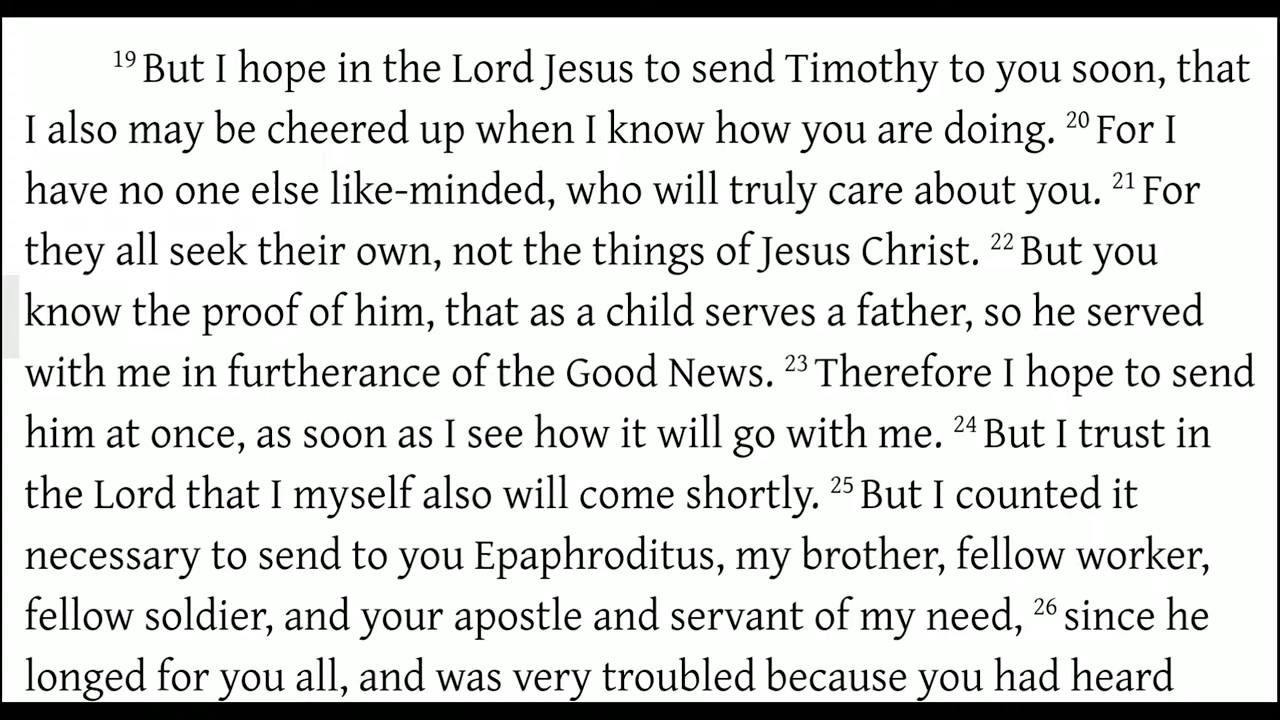 19 But I hope in the Lord Jesus to send Timothy to you soon, that
I also may be cheered up when I know how you are doing. 20 For I
have no one else like-minded, who will truly care about you. 21 For
they all seek their own, not the things of Jesus Christ. 22 But you
know the proof of him, that as a child serves a father, so he served
with me in furtherance of the Good News. 23 Therefore I hope to send
him at once, as soon as I see how it will go with me. 24 But I trust in
the Lord that I myself also will come shortly. 25 But I counted it
necessary to send to you Epaphroditus, my brother, fellow worker,
fellow soldier, and your apostle and servant of my need, 26 since he
longed for you all, and was very troubled because you had heard